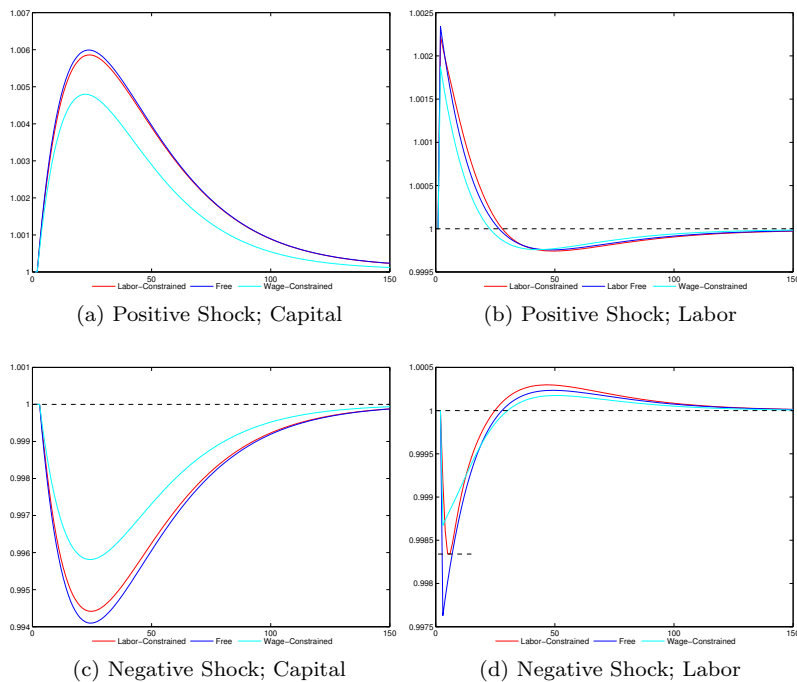 1.007
1.006
1.005
1.004
1.003
1.002
1.001
1
0
50
100
150
Labor−Constrained
Free
Wage−Constrained
(a) Positive Shock; Capital
1.0025
1.002
1.0015
1.001
1.0005
1
0.9995
0
50
100
150
Labor−Constrained
Labor Free
Wage−Constrained
(b) Positive Shock; Labor
1.001
1
0.999
0.998
0.997
0.996
0.995
0.994
0
50
100
150
Labor−Constrained
Free
Wage−Constrained
(c) Negative Shock; Capital
1.0005
1
0.9995
0.999
0.9985
0.998
0.9975
0
50
100
150
Labor−Constrained
Free
Wage−Constrained
(d) Negative Shock; Labor